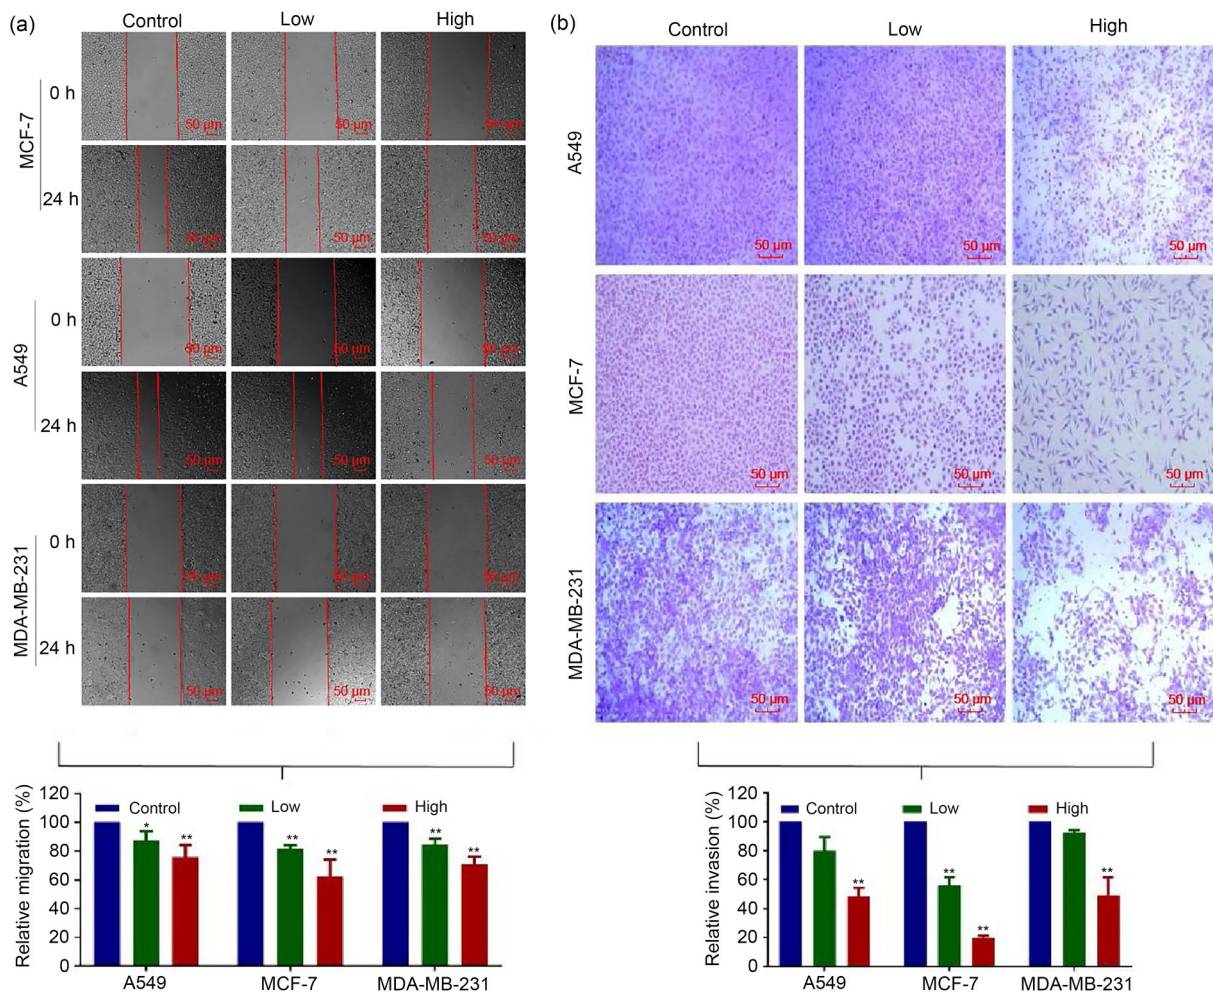 (a)
Control
Low
High
MCF-7
0 h
50 µm
50 µm
50 µm
24 h
50 µm
50 µm
50 µm
A549
0 h
50 µm
50 µm
50 µm
24 h
50 µm
50 µm
50 µm
MDA-MB-231
0 h
50 µm
50 µm
50 µm
24 h
50 µm
50 µm
50 µm
Relative migration (%)
120
100
80
60
40
20
0
Control
Low
High
*
**
**
**
**
**
A549
MCF-7
MDA-MB-231
(b)
Control
Low
High
A549
50 µm
50 µm
50 µm
MCF-7
50 µm
50 µm
50 µm
MDA-MB-231
50 µm
50 µm
50 µm
Relative invasion (%)
120
100
80
60
40
20
0
Control
Low
High
**
**
**
**
A549
MCF-7
MDA-MB-231